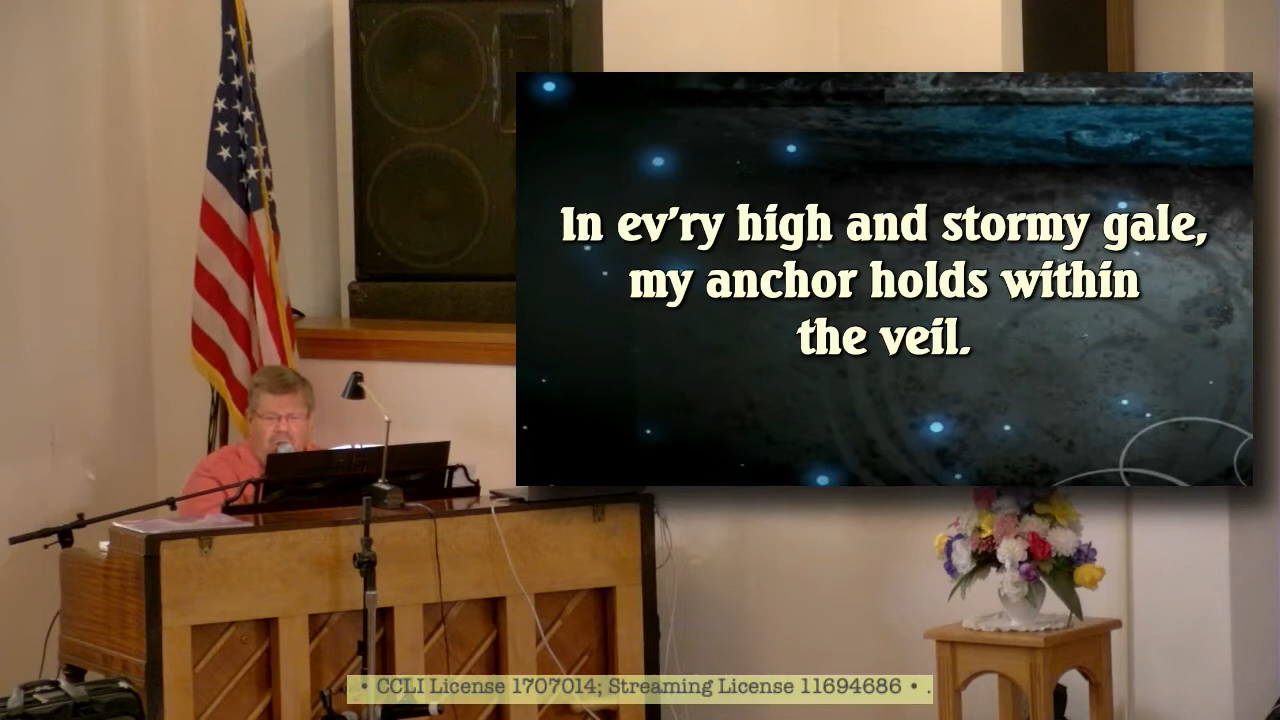 In ev'ry high and stormy gale,
my anchor holds within
the veil.
• CCLI License 1707014; Streaming License 11694686 • .